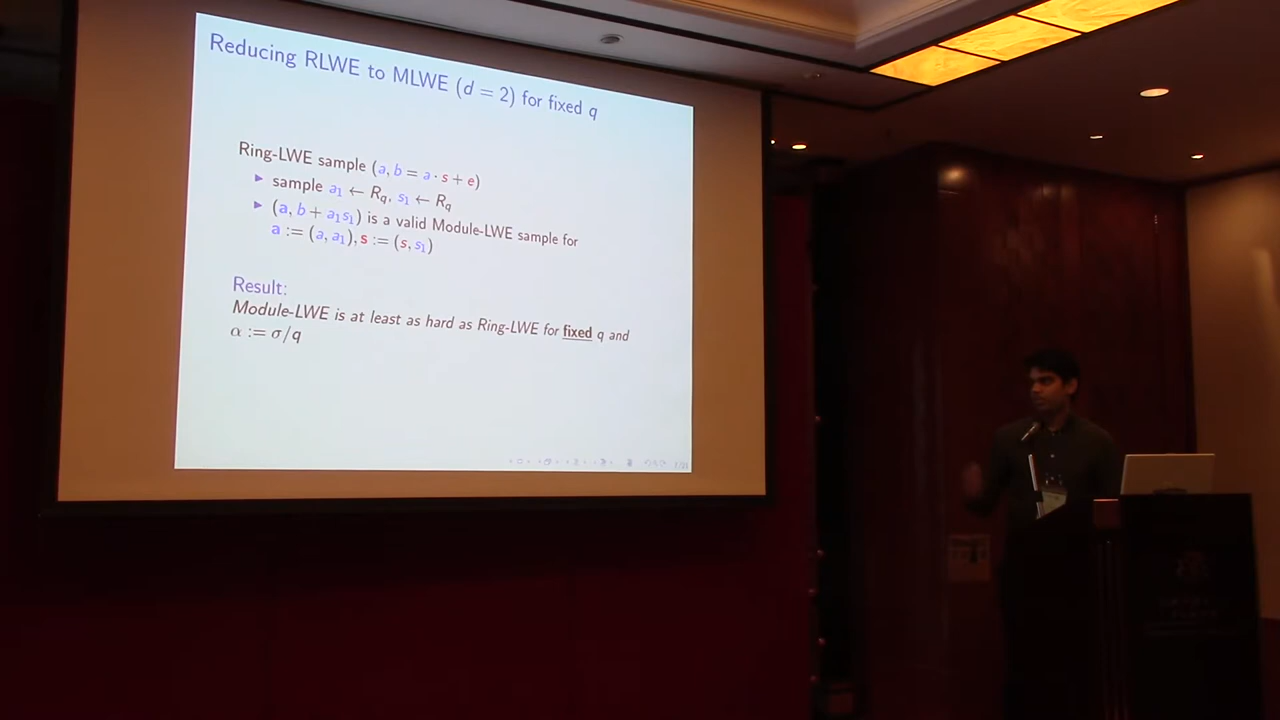 Reducing RLWE to MLWE (d = 2) for fixed q
Ring-LWE sample (a, b = a · s + e)
▶ sample a₁ ← R_q, s₁ ← R_q
▶ (a, b + a₁s₁) is a valid Module-LWE sample for
a := (a, a₁), s := (s, s₁)
Result:
Module-LWE is at least as hard as Ring-LWE for fixed q and
α := σ/q